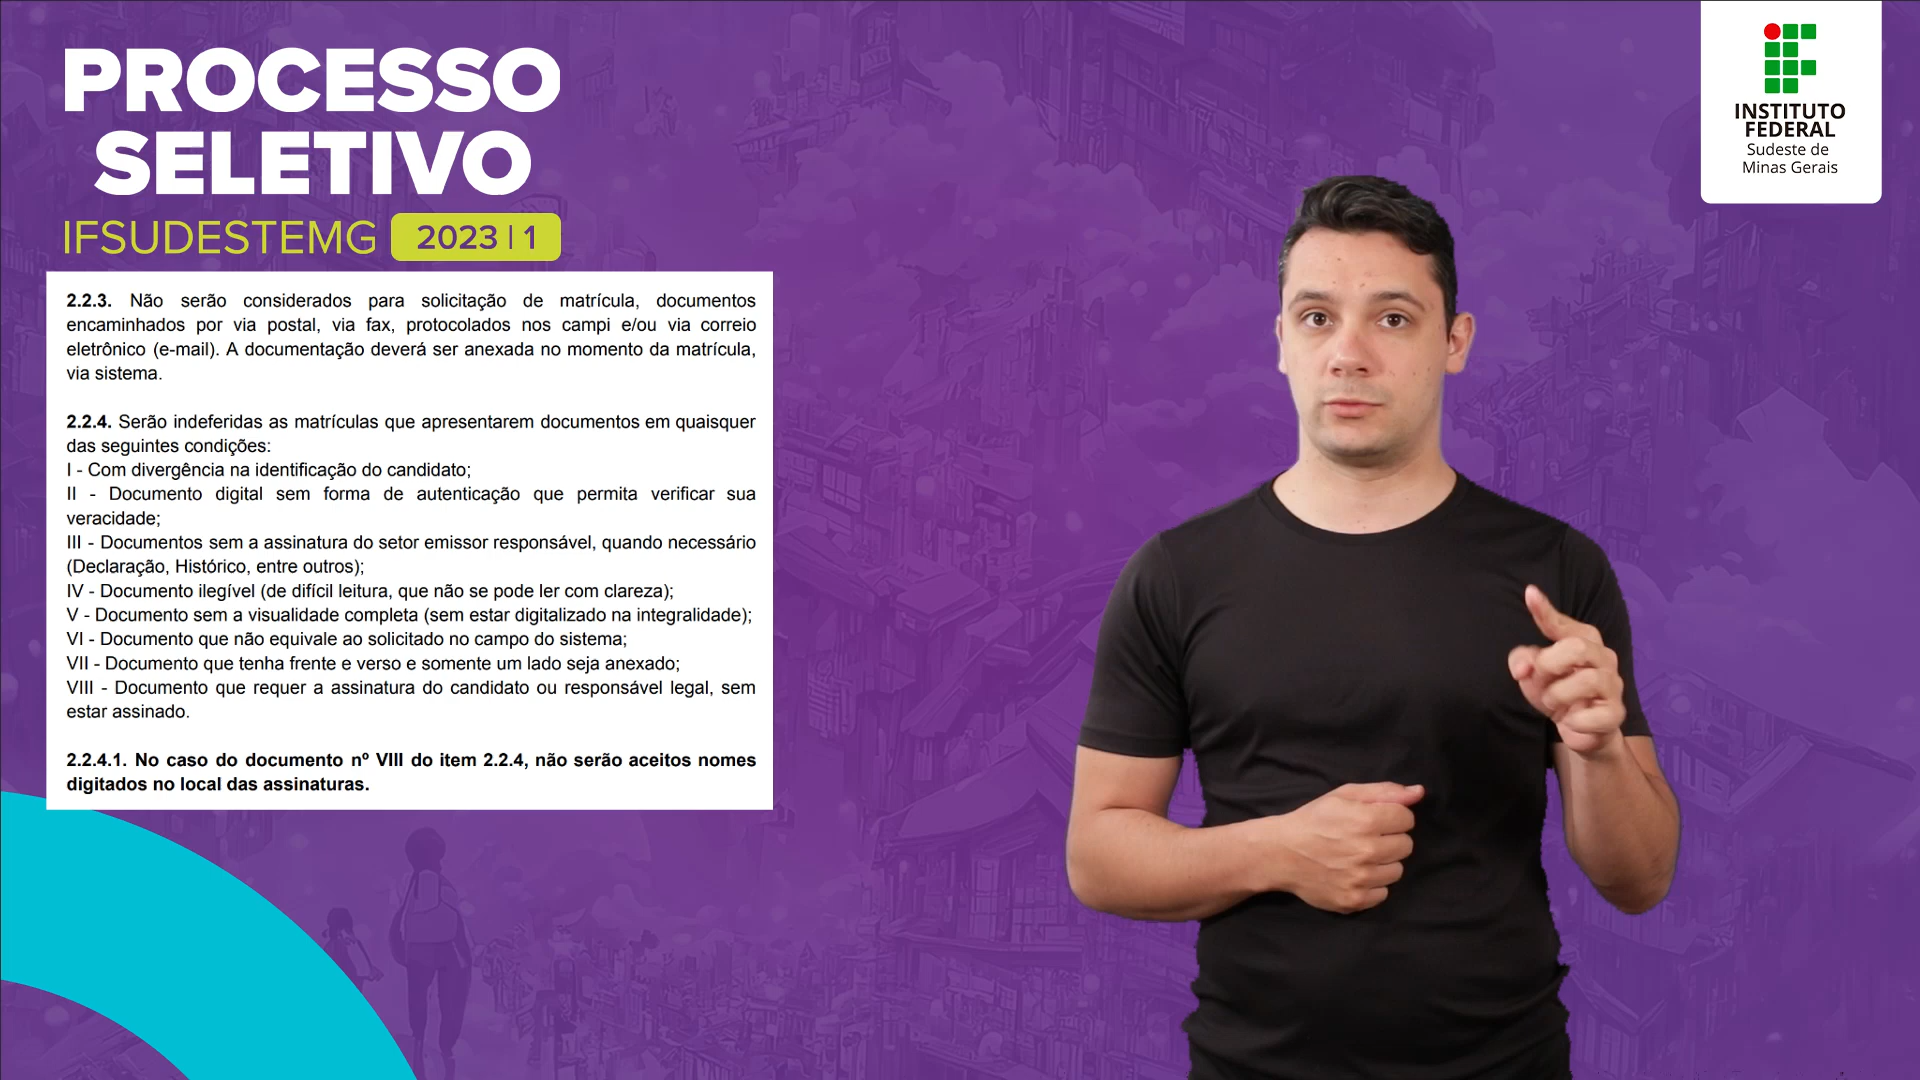 PROCESSO
SELETIVO
IFSUDESTEMG 2023 | 1
INSTITUTO
FEDERAL
Sudeste de
Minas Gerais
2.2.3. Não serão considerados para solicitação de matrícula, documentos
encaminhados por via postal, via fax, protocolados nos campi e/ou via correio
eletrônico (e-mail). A documentação deverá ser anexada no momento da matrícula,
via sistema.
2.2.4. Serão indeferidas as matrículas que apresentarem documentos em quaisquer
das seguintes condições:
I - Com divergência na identificação do candidato;
II - Documento digital sem forma de autenticação que permita verificar sua
veracidade;
III - Documentos sem a assinatura do setor emissor responsável, quando necessário
(Declaração, Histórico, entre outros);
IV - Documento ilegível (de difícil leitura, que não se pode ler com clareza);
V - Documento sem a visualidade completa (sem estar digitalizado na integralidade);
VI - Documento que não equivale ao solicitado no campo do sistema;
VII - Documento que tenha frente e verso e somente um lado seja anexado;
VIII - Documento que requer a assinatura do candidato ou responsável legal, sem
estar assinado.
2.2.4.1. No caso do documento nº VIII do item 2.2.4, não serão aceitos nomes
digitados no local das assinaturas.